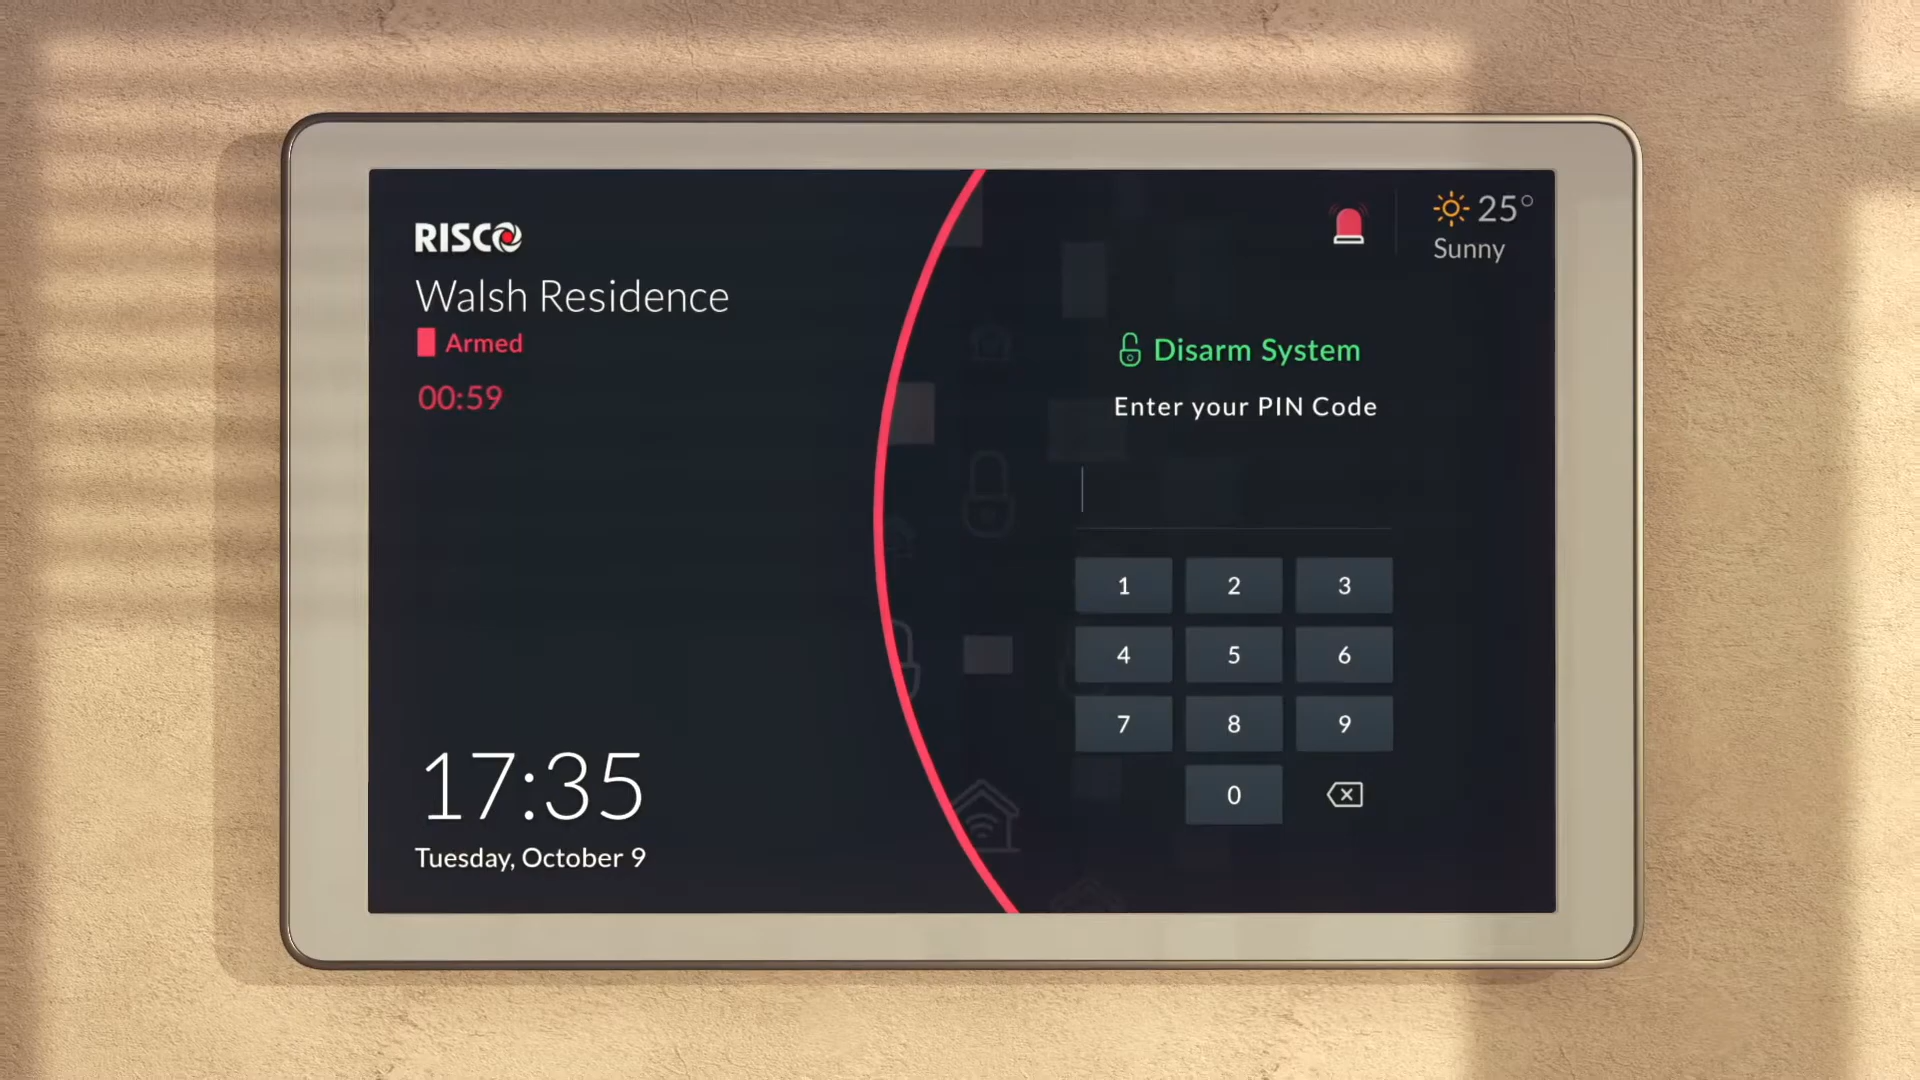 RISCO
Walsh Residence
Armed
00:59
17:35
Tuesday, October 9
25°
Sunny
Disarm System
Enter your PIN Code
1 2 3
4 5 6
7 8 9
0